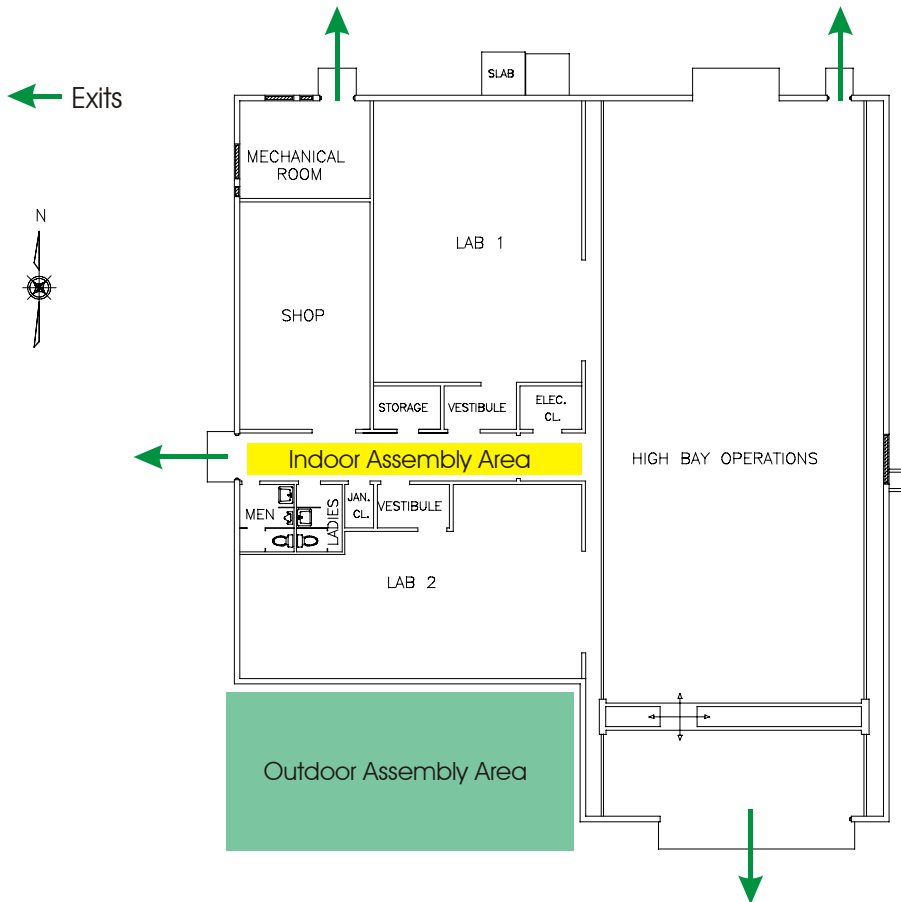 SLAB
Exits
MECHANICAL
ROOM
N
LAB 1
SHOP
STORAGE
VESTIBULE
ELEC.
CL.
Indoor Assembly Area
HIGH BAY OPERATIONS
MEN
LADIES
JAN.
CL.
VESTIBULE
LAB 2
Outdoor Assembly Area